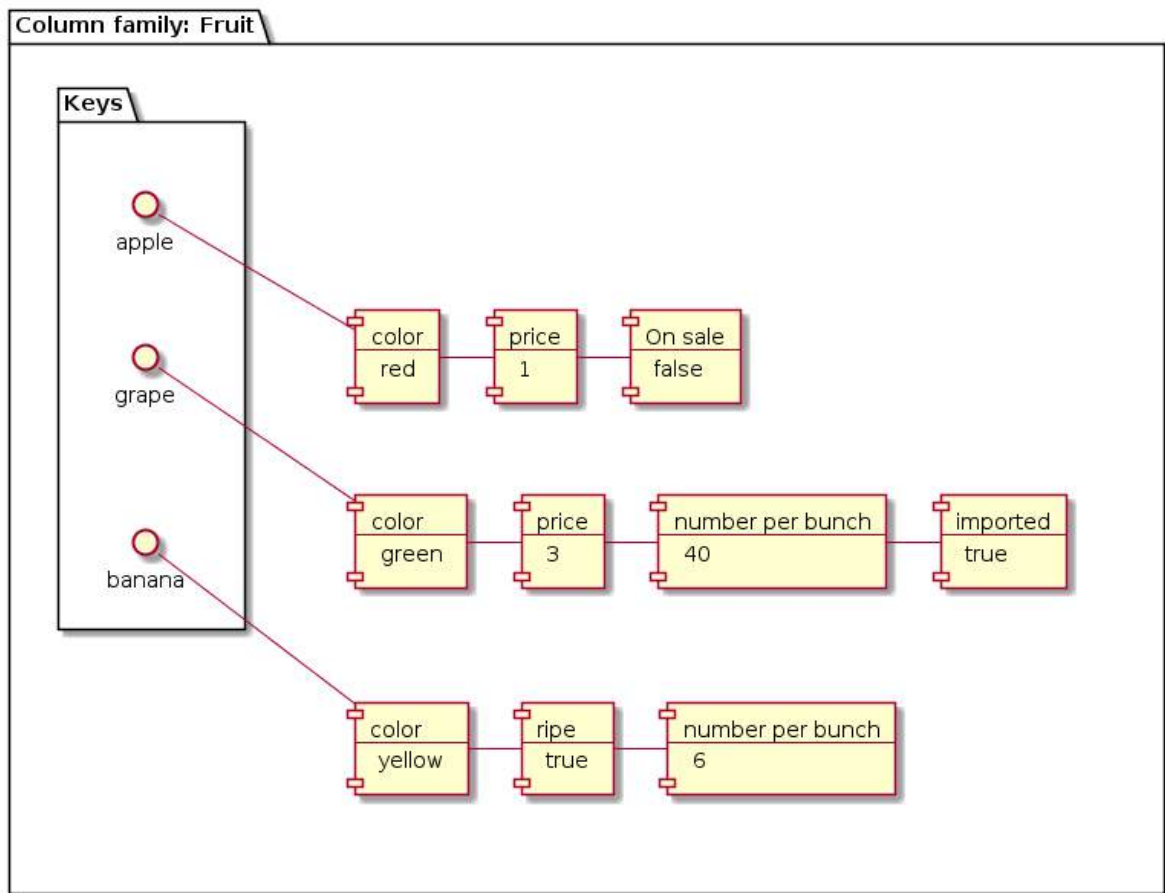 Column family: Fruit
Keys
apple
color
red
price
1
On sale
false
grape
color
green
price
3
number per bunch
40
imported
true
banana
color
yellow
ripe
true
number per bunch
6